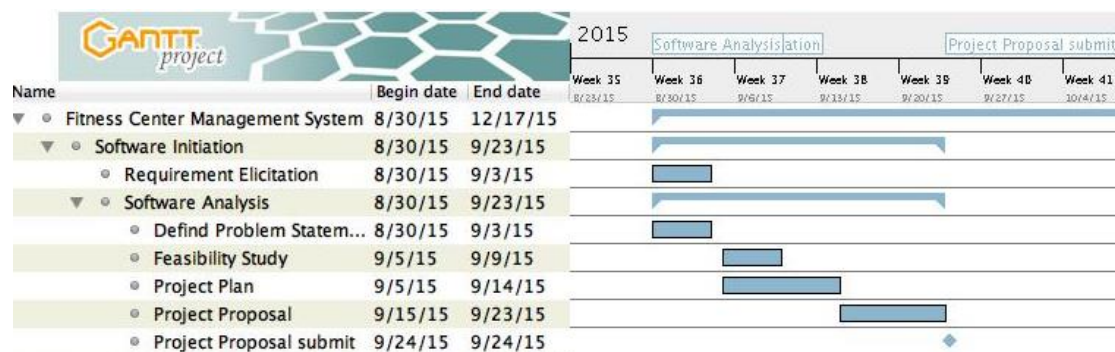 GANTT
project
2015
Software Analysis ation
Project Proposal submit
Week 35 Week 36 Week 37 Week 38 Week 39 Week 40 Week 41
Name Begin date End date
8/23/15 8/30/15 9/6/15 9/13/15 9/20/15 9/27/15 10/4/15
Fitness Center Management System 8/30/15 12/17/15
Software Initiation 8/30/15 9/23/15
Requirement Elicitation 8/30/15 9/3/15
Software Analysis 8/30/15 9/23/15
Defind Problem Statem... 8/30/15 9/3/15
Feasibility Study 9/5/15 9/9/15
Project Plan 9/5/15 9/14/15
Project Proposal 9/15/15 9/23/15
Project Proposal submit 9/24/15 9/24/15